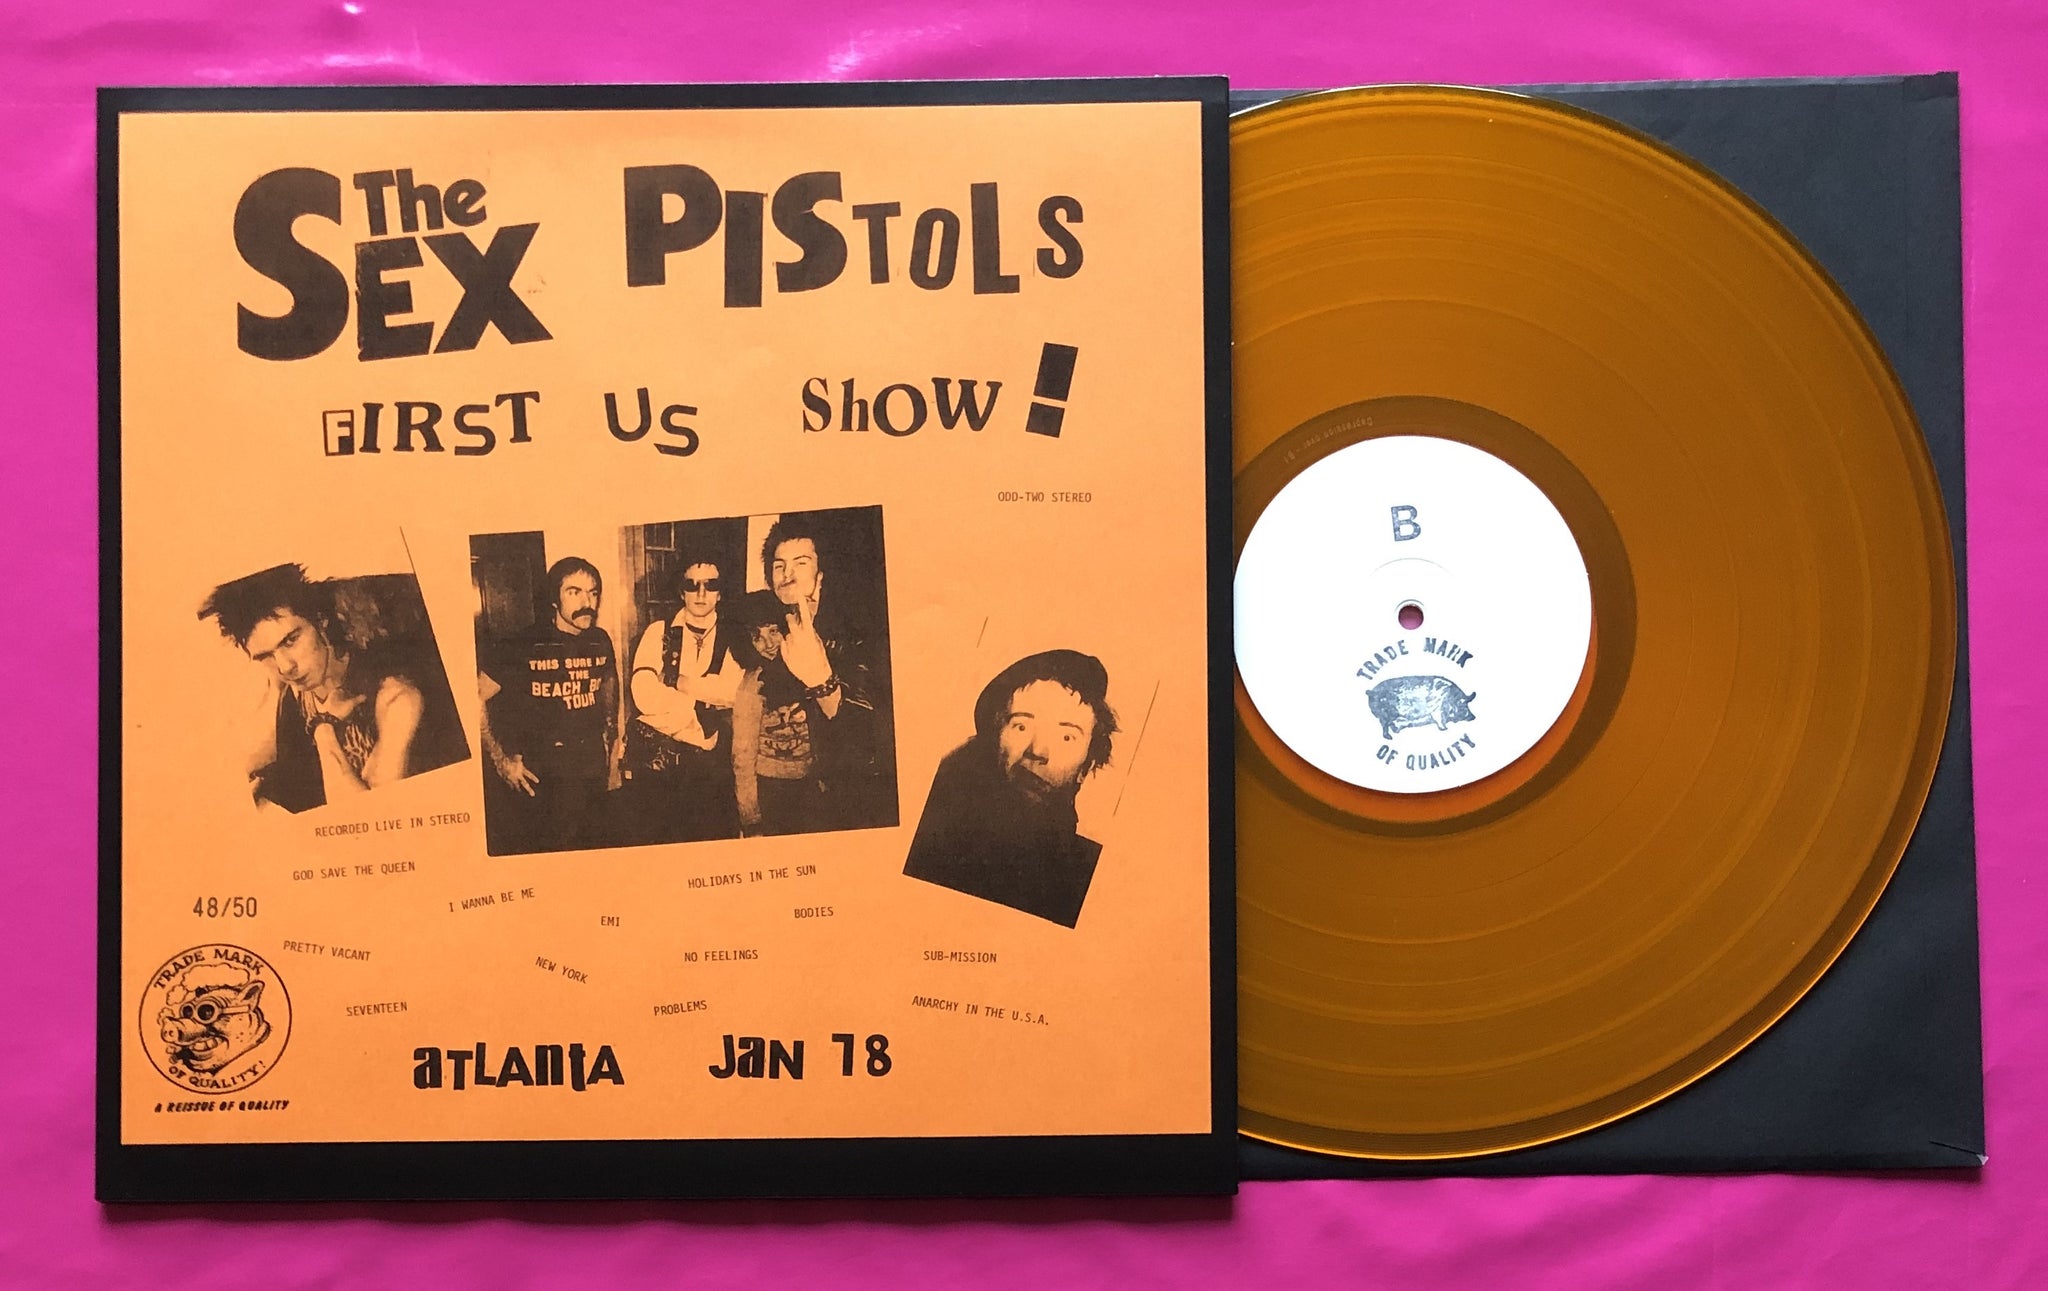 The
SEX PISTOLS
FIRST US ShOW!
ODD-TWO STEREO
THIS SURE
THE
BEACH
TOUR
RECORDED LIVE IN STEREO
GOD SAVE THE QUEEN
I WANNA BE ME
HOLIDAYS IN THE SUN
48/50
EMI
BODIES
PRETTY VACANT
NEW YORK
NO FEELINGS
SUB-MISSION
SEVENTEEN
PROBLEMS
ANARCHY IN THE U.S.A.
TRADE MARK
OF QUALITY!
A REISSUE OF QUALITY
aTLAntA JaN 78
B
TRADE MARK
OF QUALITY